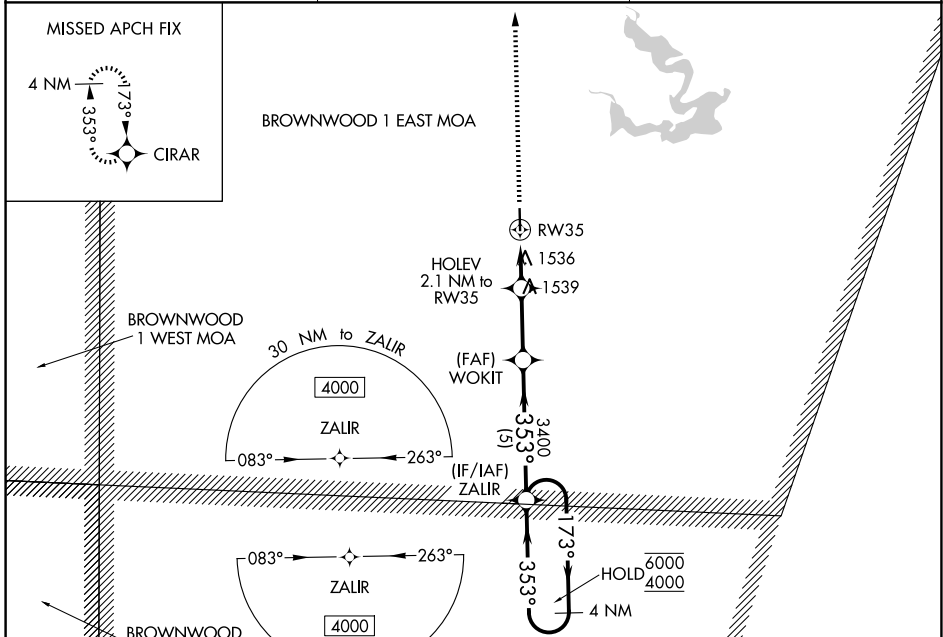 MISSED APCH FIX
4 NM
173°
353°
CIRAR
BROWNWOOD 1 EAST MOA
RW35
1536
HOLEV
2.1 NM to
RW35
1539
BROWNWOOD
1 WEST MOA
30 NM to ZALIR
4000
ZALIR
083°
263°
(FAF)
WOKIT
3400
353°
(5)
(IF/IAF)
ZALIR
173°
353°
HOLD
6000
4000
4 NM
083°
263°
ZALIR
4000
BROWNWOOD